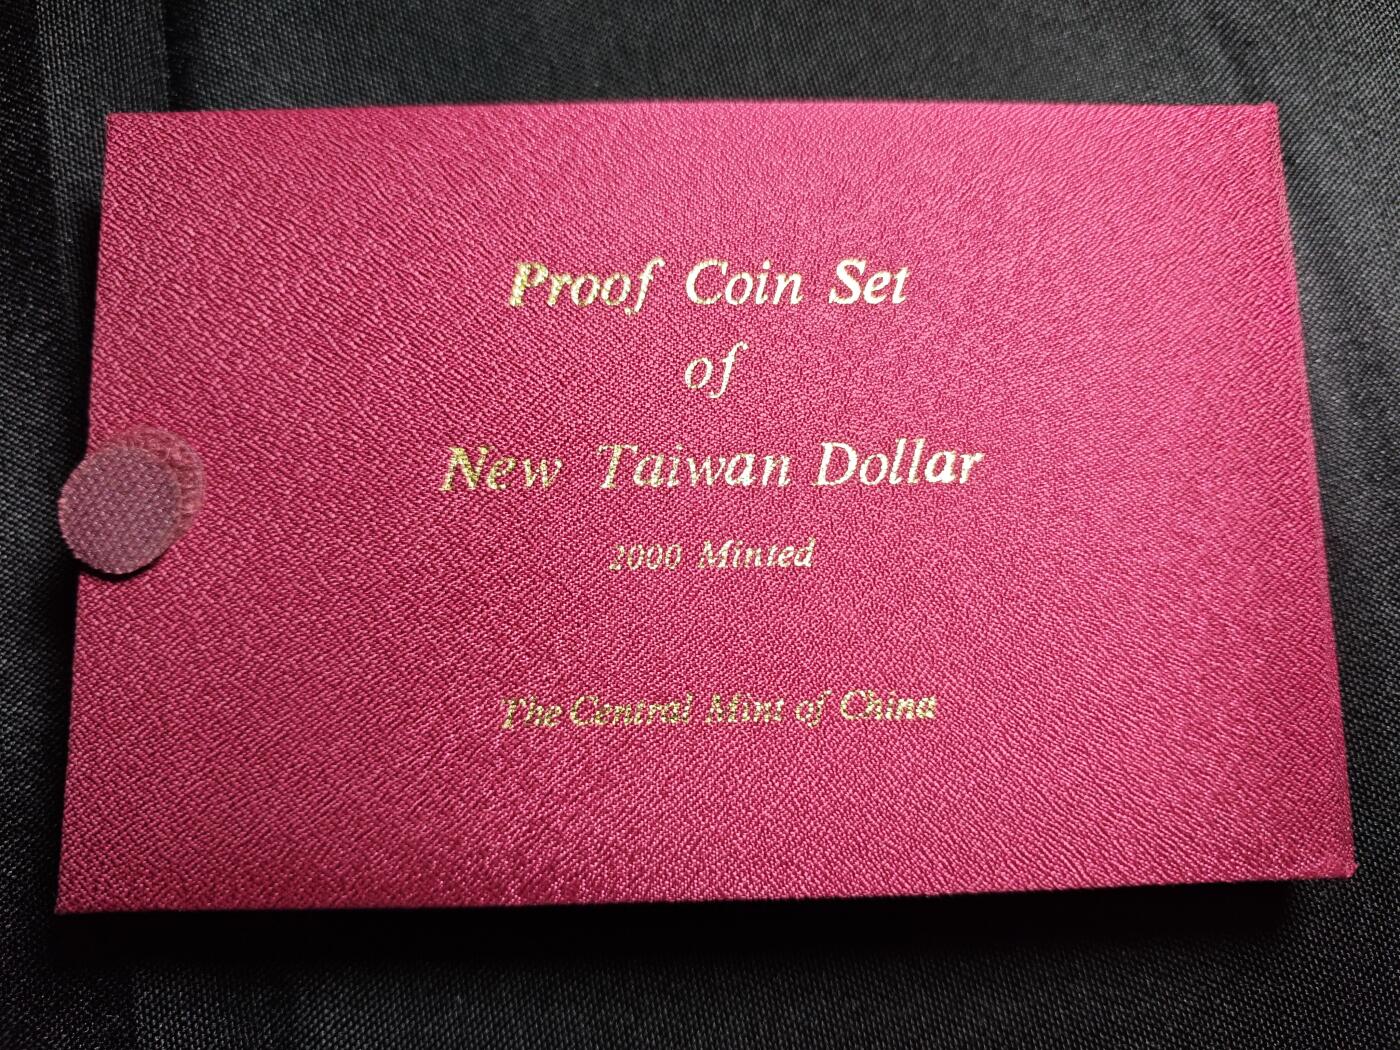 Proof Coin Set
of
New Taiwan Dollar
2000 Minted
The Central Mint of China